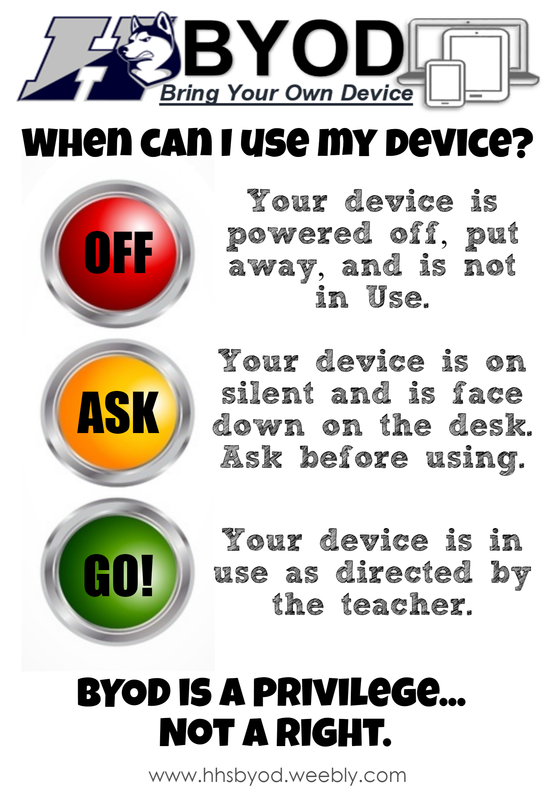 H
T
BYOD
Bring Your Own Device
When can I use my device?
OFF
Your device is
powered off, put
away, and is not
in Use.
ASK
Your device is on
silent and is face
down on the desk.
Ask before using.
GO!
Your device is in
use as directed by
the teacher.
BYOD is a privilege...
NOT A RIGHT.
www.hhsbyod.weebly.com